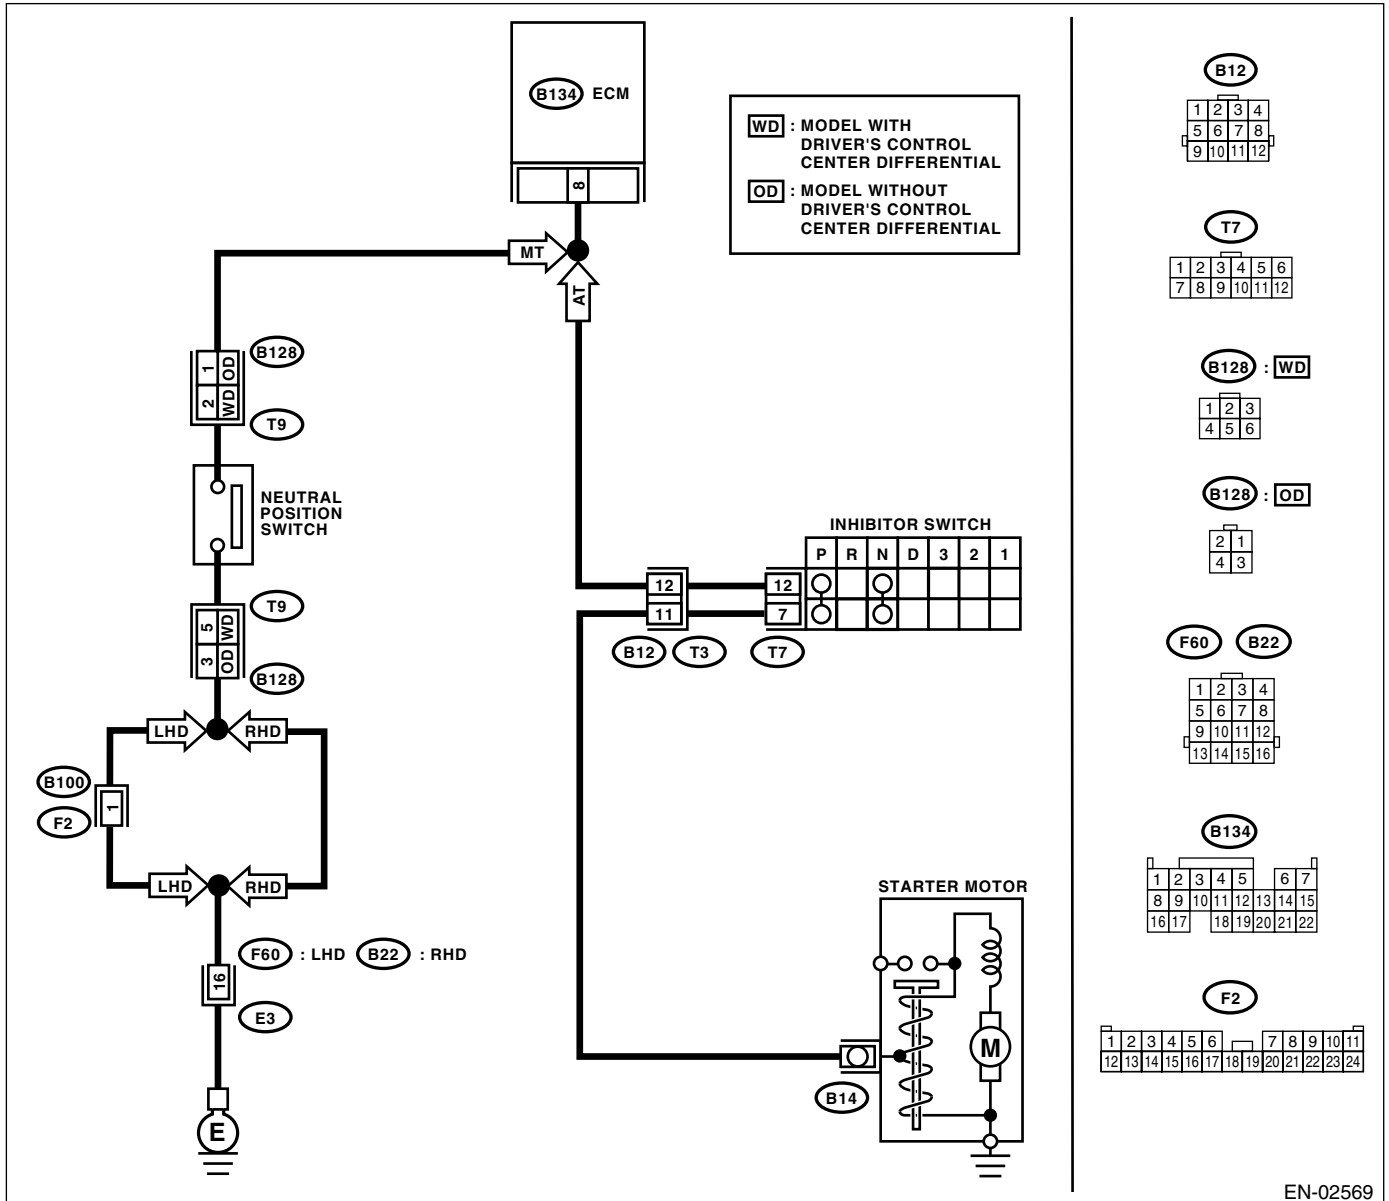 B134 ECM
8
WD : MODEL WITH
DRIVER'S CONTROL
CENTER DIFFERENTIAL
OD : MODEL WITHOUT
DRIVER'S CONTROL
CENTER DIFFERENTIAL
MT
AT
1 OD
2 WD
B128
T9
NEUTRAL
POSITION
SWITCH
5 WD
3 OD
T9
B128
LHD
RHD
B100
1
F2
LHD
RHD
F60 : LHD B22 : RHD
16
E3
E
INHIBITOR SWITCH
P R N D 3 2 1
12 12
11 7
B12 T3 T7
STARTER MOTOR
M
B14
B12
1 2 3 4
5 6 7 8
9 10 11 12
T7
1 2 3 4 5 6
7 8 9 10 11 12
B128 : WD
1 2 3
4 5 6
B128 : OD
2 1
4 3
F60 B22
1 2 3 4
5 6 7 8
9 10 11 12
13 14 15 16
B134
1 2 3 4 5 6 7
8 9 10 11 12 13 14 15
16 17 18 19 20 21 22
F2
1 2 3 4 5 6 7 8 9 10 11
12 13 14 15 16 17 18 19 20 21 22 23 24
EN-02569